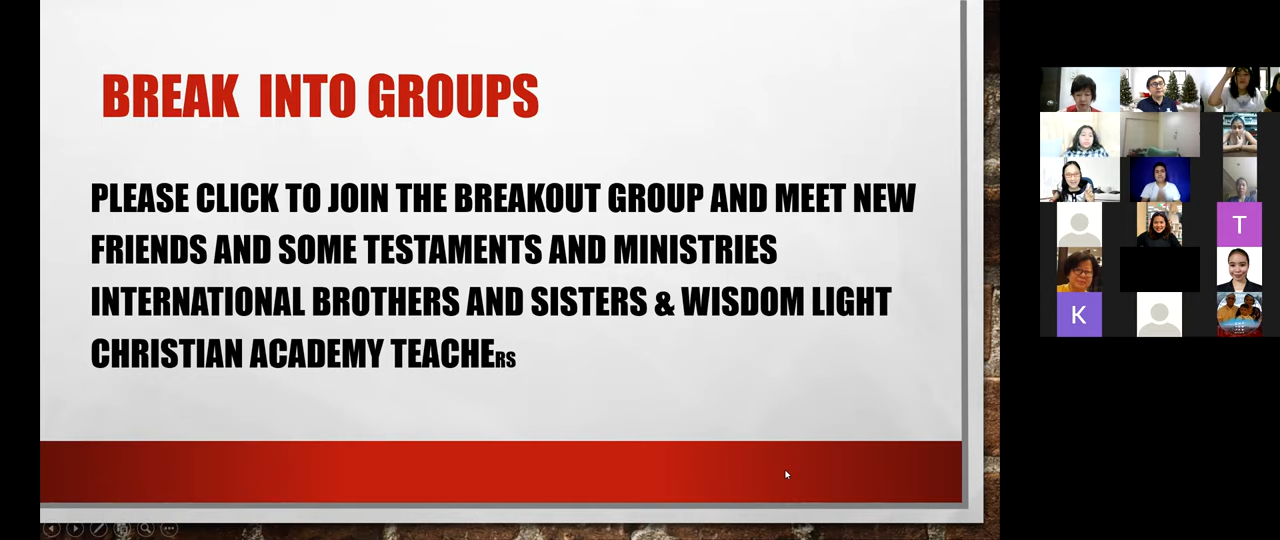 BREAK INTO GROUPS
PLEASE CLICK TO JOIN THE BREAKOUT GROUP AND MEET NEW
FRIENDS AND SOME TESTAMENTS AND MINISTRIES
INTERNATIONAL BROTHERS AND SISTERS & WISDOM LIGHT
CHRISTIAN ACADEMY TEACHERS
T
K